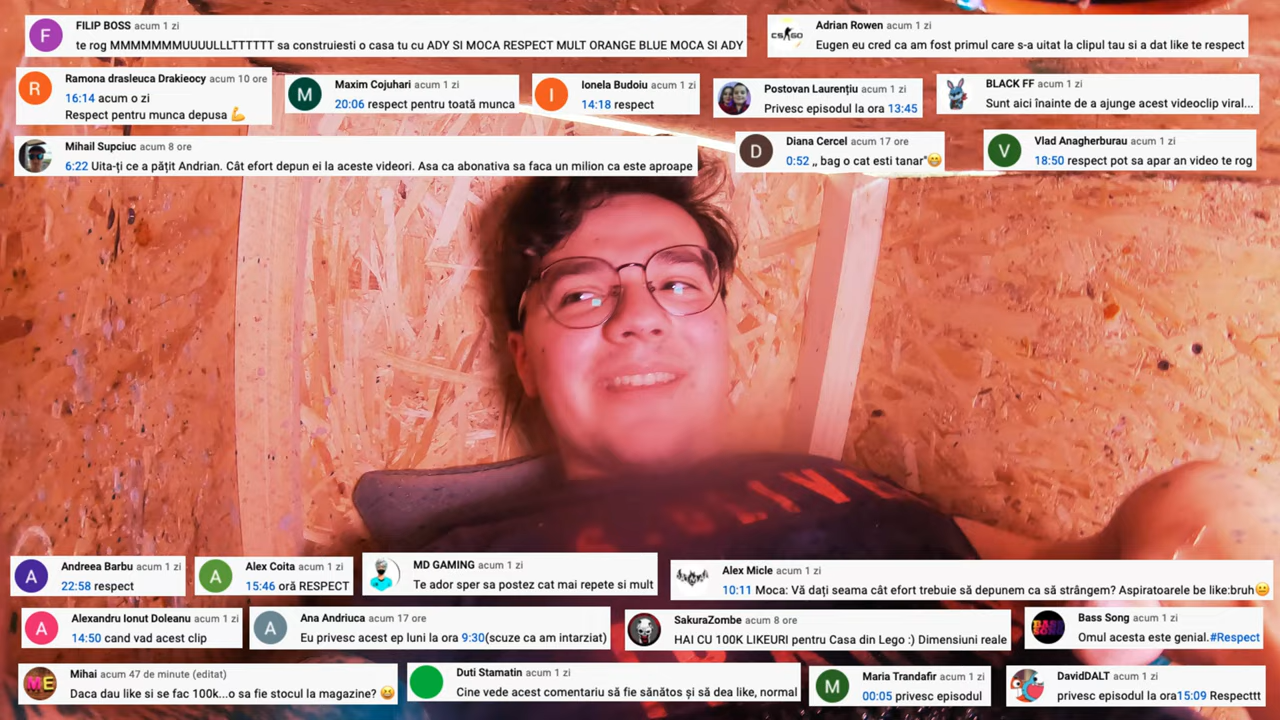 F
FILIP BOSS acum 1 zi
te rog MMMMMMMUUUULLLTTTTTT sa construiesti o casa tu cu ADY SI MOCA RESPECT MULT ORANGE BLUE MOCA SI ADY
CS:GO
Adrian Rowen acum 1 zi
Eugen eu cred ca am fost primul care s-a uitat la clipul tau si a dat like te respect
R
Ramona drasleuca Drakieocy acum 10 ore
16:14 acum o zi
Respect pentru munca depusa 💪
M
Maxim Cojuhari acum 1 zi
20:06 respect pentru toată munca
I
Ionela Budoiu acum 1 zi
14:18 respect
Postovan Laurențiu acum 1 zi
Privesc episodul la ora 13:45
BLACK FF acum 1 zi
Sunt aici înainte de a ajunge acest videoclip viral...
Mihail Supciuc acum 8 ore
6:22 Uita-ți ce a pățit Andrian. Cât efort depun ei la aceste videori. Asa ca abonativa sa faca un milion ca este aproape
D
Diana Cercel acum 17 ore
0:52 ,, bag o cat esti tanar"😁
V
Vlad Anagherburau acum 1 zi
18:50 respect pot sa apar an video te rog
LIVE
A
Andreea Barbu acum 1 zi
22:58 respect
A
Alex Coita acum 1 zi
15:46 oră RESPECT
MD GAMING acum 1 zi
Te ador sper sa postez cat mai repete si mult
Alex Micle acum 1 zi
10:11 Moca: Vă dați seama cât efort trebuie să depunem ca să strângem? Aspiratoarele be like:bruh😐
A
Alexandru Ionut Doleanu acum 1 zi
14:50 cand vad acest clip
A
Ana Andriuca acum 17 ore
Eu privesc acest ep luni la ora 9:30(scuze ca am intarziat)
SakuraZombe acum 8 ore
HAI CU 100K LIKEURI pentru Casa din Lego :) Dimensiuni reale
BASS SONG
Bass Song acum 1 zi
Omul acesta este genial.#Respect
ME
Mihai acum 47 de minute (editat)
Daca dau like si se fac 100k...o sa fie stocul la magazine? 😀
Duti Stamatin acum 1 zi
Cine vede acest comentariu să fie sănătos și să dea like, normal
M
Maria Trandafir acum 1 zi
00:05 privesc episodul
DavidDALT acum 1 zi
privesc episodul la ora15:09 Respecttt